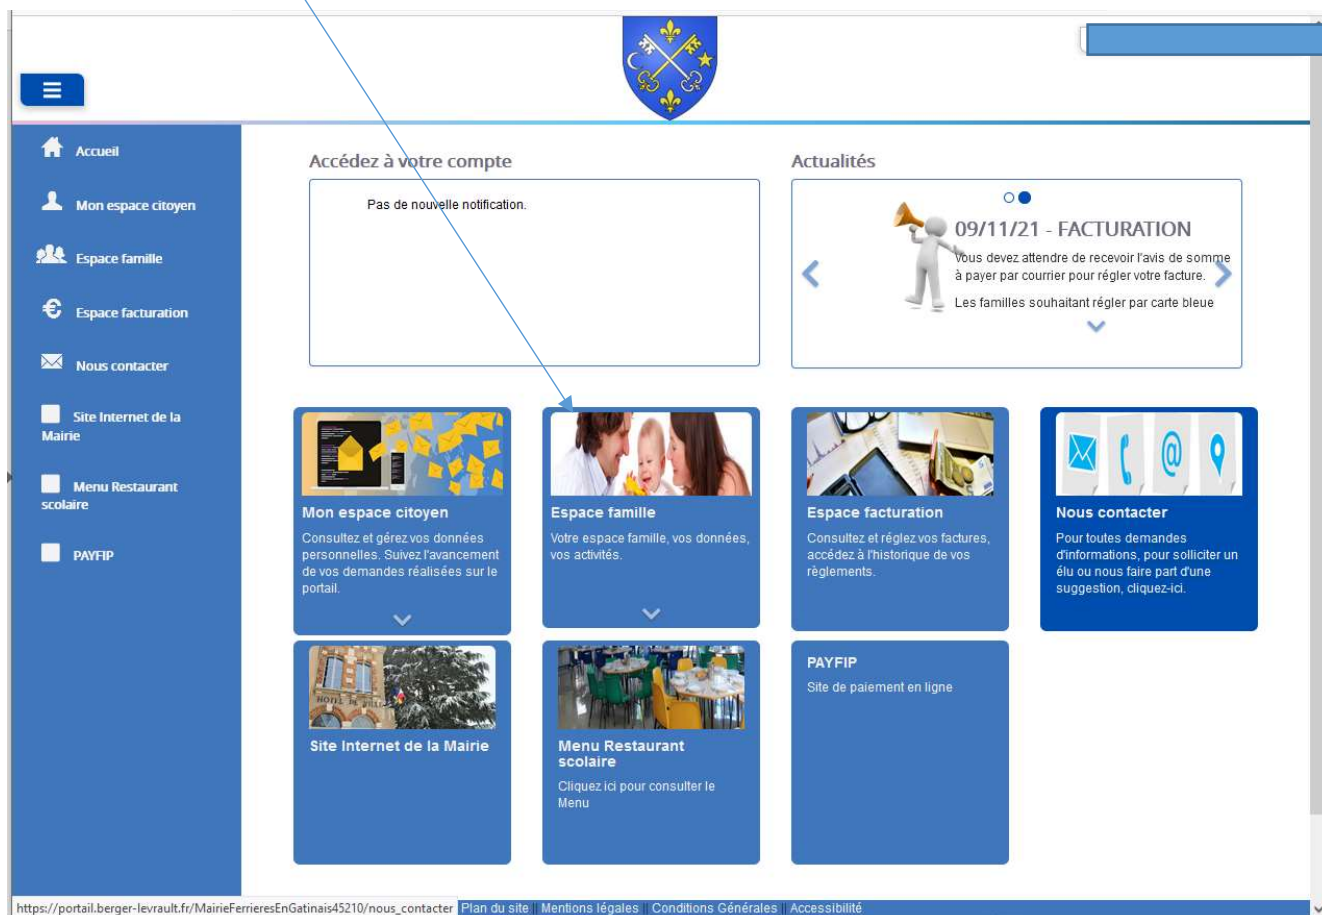 Accueil
Mon espace citoyen
Espace famille
Espace facturation
Nous contacter
Site Internet de la
Mairie
Menu Restaurant
scolaire
PAYFIP
Accédez à votre compte
Pas de nouvelle notification.
Actualités
09/11/21 - FACTURATION
Vous devez attendre de recevoir l'avis de somme
à payer par courrier pour régler votre facture.
Les familles souhaitant régler par carte bleue
Mon espace citoyen
Consultez et gérez vos données
personnelles. Suivez l'avancement
de vos demandes réalisées sur le
portail.
Espace famille
Votre espace famille, vos données,
vos activités.
Espace facturation
Consultez et réglez vos factures,
accédez à l'historique de vos
règlements.
Nous contacter
Pour toutes demandes
d'informations, pour solliciter un
élu ou nous faire part d'une
suggestion, cliquez-ici.
HOTEL DE VILLE
Site Internet de la Mairie
Menu Restaurant
scolaire
Cliquez ici pour consulter le
Menu
PAYFIP
Site de paiement en ligne
https://portail.berger-levrault.fr/MairieFerrieresEnGatinais45210/nous_contacter Plan du site || Mentions légales || Conditions Générales || Accessibilité